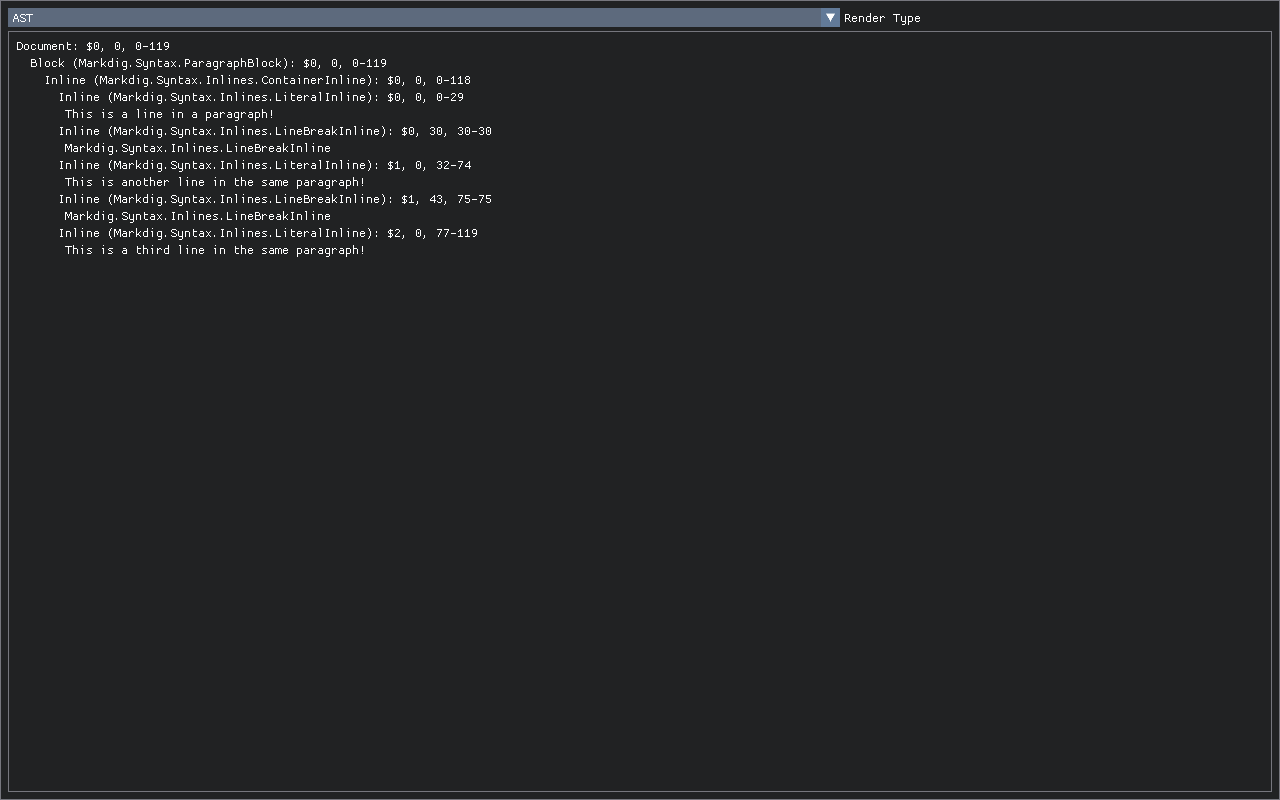 AST
Render Type
Document: $0, 0, 0-119
Block (Markdig.Syntax.ParagraphBlock): $0, 0, 0-119
Inline (Markdig.Syntax.Inlines.ContainerInline): $0, 0, 0-118
Inline (Markdig.Syntax.Inlines.LiteralInline): $0, 0, 0-29
This is a line in a paragraph!
Inline (Markdig.Syntax.Inlines.LineBreakInline): $0, 30, 30-30
Markdig.Syntax.Inlines.LineBreakInline
Inline (Markdig.Syntax.Inlines.LiteralInline): $1, 0, 32-74
This is another line in the same paragraph!
Inline (Markdig.Syntax.Inlines.LineBreakInline): $1, 43, 75-75
Markdig.Syntax.Inlines.LineBreakInline
Inline (Markdig.Syntax.Inlines.LiteralInline): $2, 0, 77-119
This is a third line in the same paragraph!